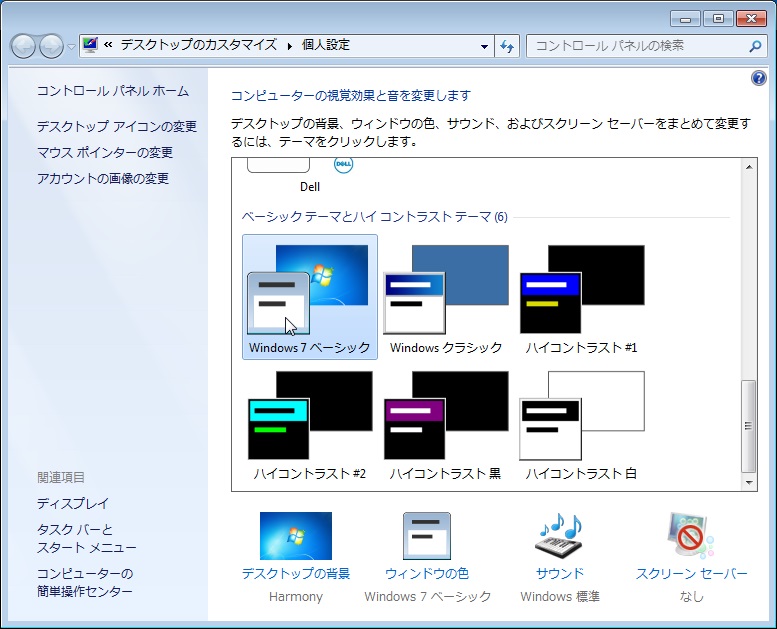 « デスクトップのカスタマイズ ▸ 個人設定
コントロール パネルの検索
コントロール パネル ホーム
デスクトップ アイコンの変更
マウス ポインターの変更
アカウントの画像の変更
コンピューターの視覚効果と音を変更します
デスクトップの背景、ウィンドウの色、サウンド、およびスクリーン セーバーをまとめて変更す
るには、テーマをクリックします。
DELL
Dell
ベーシック テーマとハイ コントラスト テーマ (6)
Windows 7 ベーシック
Windows クラシック
ハイコントラスト #1
ハイコントラスト #2
ハイコントラスト 黒
ハイコントラスト 白
関連項目
ディスプレイ
タスク バーと
スタート メニュー
コンピューターの
簡単操作センター
デスクトップの背景
Harmony
ウィンドウの色
Windows 7 ベーシック
サウンド
Windows 標準
スクリーン セーバー
なし